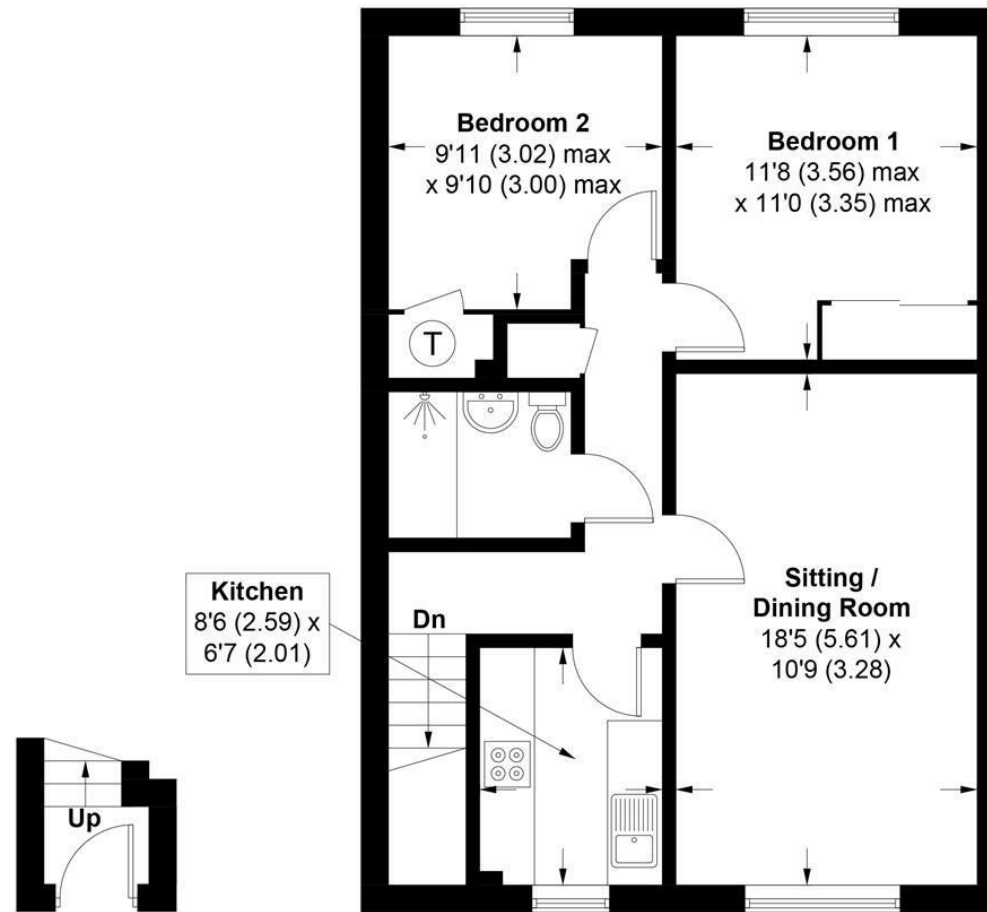 Bedroom 2
9'11 (3.02) max
x 9'10 (3.00) max
Bedroom 1
11'8 (3.56) max
x 11'0 (3.35) max
T
Kitchen
8'6 (2.59) x
6'7 (2.01)
Dn
Sitting /
Dining Room
18'5 (5.61) x
10'9 (3.28)
Up